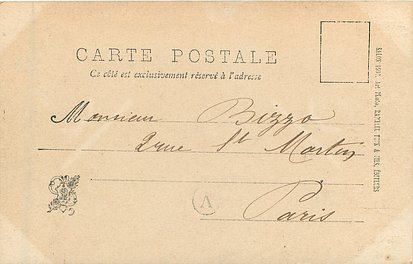 CARTE POSTALE
Ce côté est exclusivement réservé à l'adresse
Monsieur Bizzo
2 rue St Martin
Paris
V